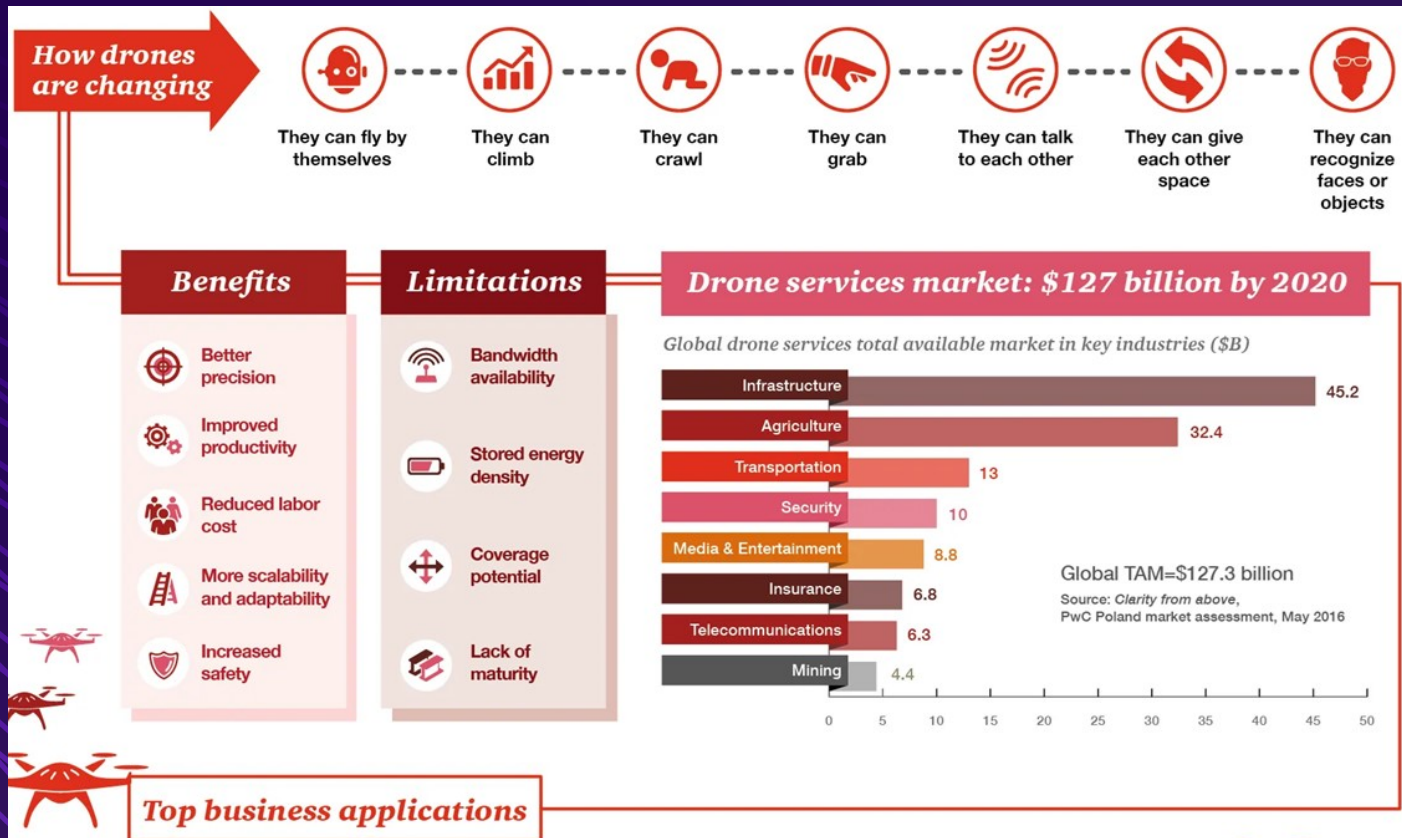 How drones
are changing
They can fly by
themselves
They can
climb
They can
crawl
They can
grab
They can talk
to each other
They can give
each other
space
They can
recognize
faces or
objects
Benefits
Better
precision
Improved
productivity
Reduced labor
cost
More scalability
and adaptability
Increased
safety
Limitations
Bandwidth
availability
Stored energy
density
Coverage
potential
Lack of
maturity
Drone services market: $127 billion by 2020
Global drone services total available market in key industries ($B)
Infrastructure 45.2
Agriculture 32.4
Transportation 13
Security 10
Media & Entertainment 8.8
Insurance 6.8
Telecommunications 6.3
Mining 4.4
0 5 10 15 20 25 30 35 40 45 50
Global TAM=$127.3 billion
Source: Clarity from above,
PwC Poland market assessment, May 2016
Top business applications